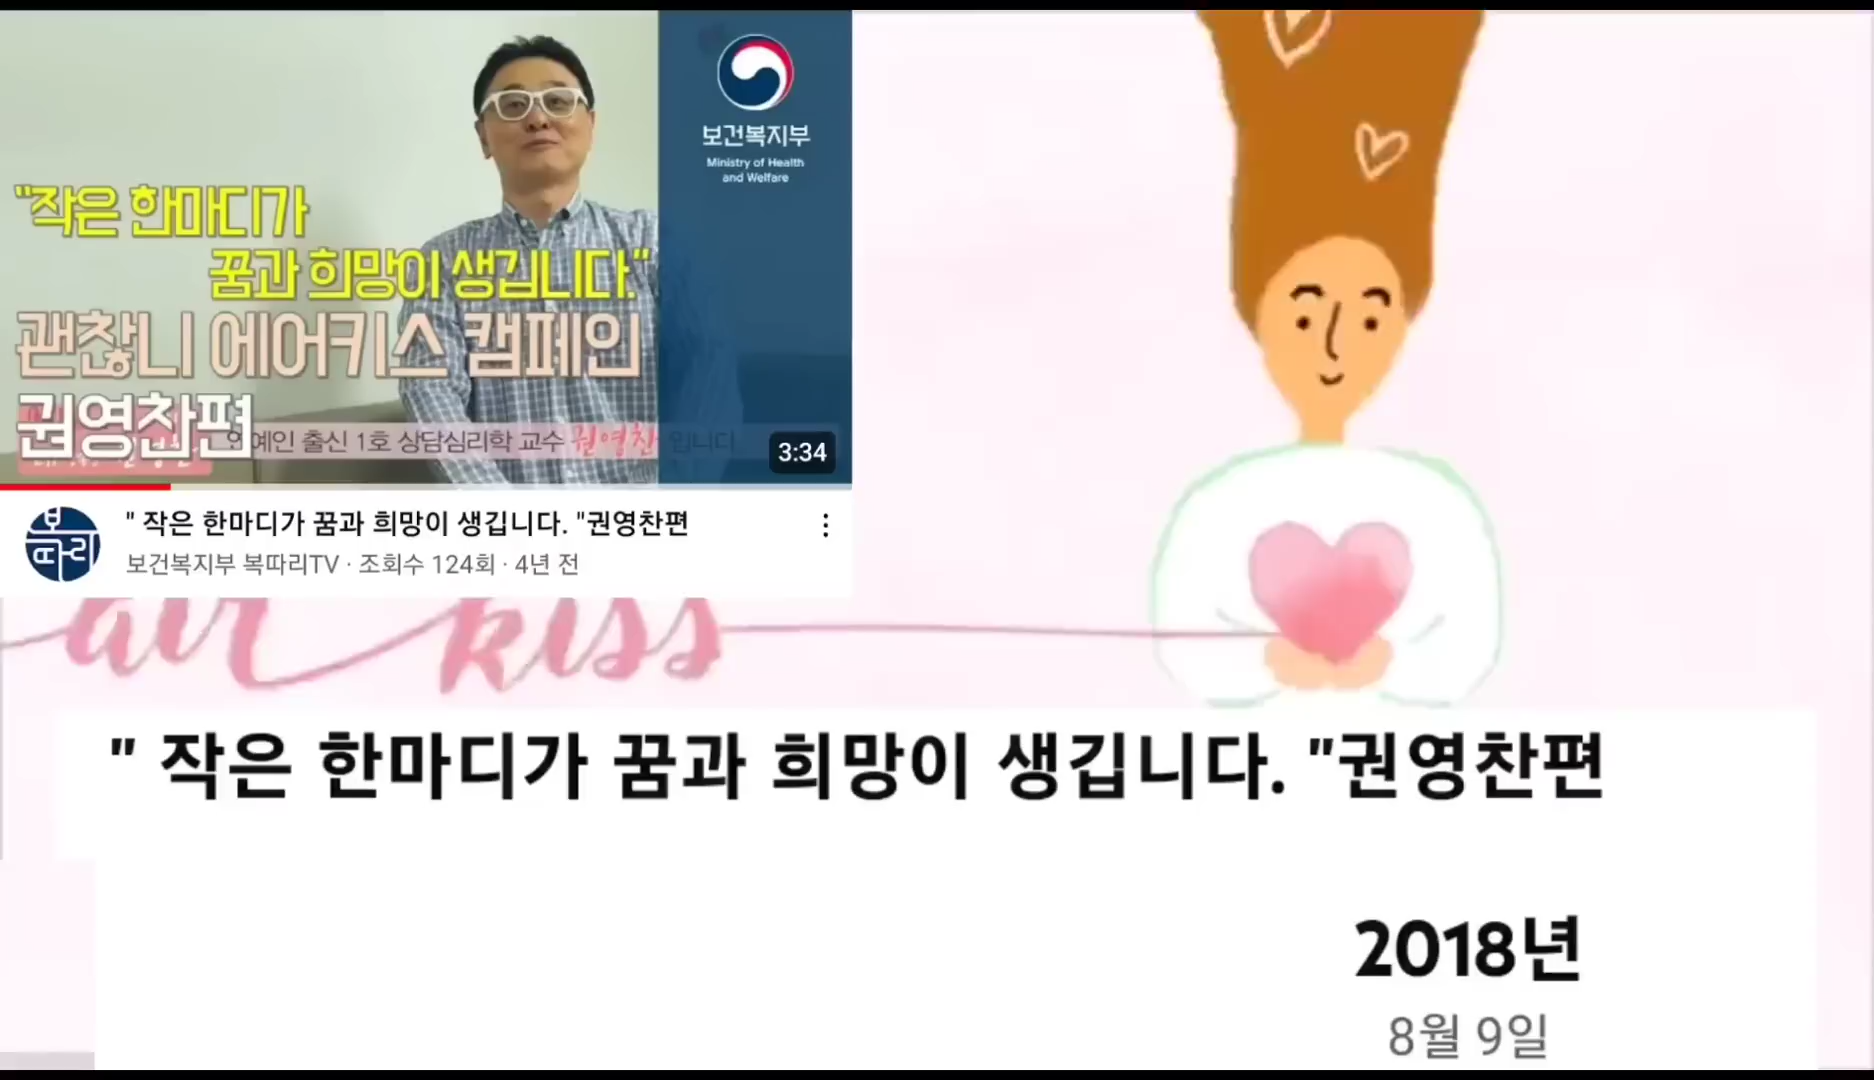 보건복지부
Ministry of Health
and Welfare
"작은 한마디가
꿈과 희망이 생깁니다."
괜찮니 에어키스 캠페인
권영찬편
연예인 출신 1호 상담심리학 교수 권영찬 입니다
3:34
복
따리
" 작은 한마디가 꿈과 희망이 생깁니다. "권영찬편
보건복지부 복따리TV · 조회수 124회 · 4년 전
air kiss
" 작은 한마디가 꿈과 희망이 생깁니다. "권영찬편
2018년
8월 9일